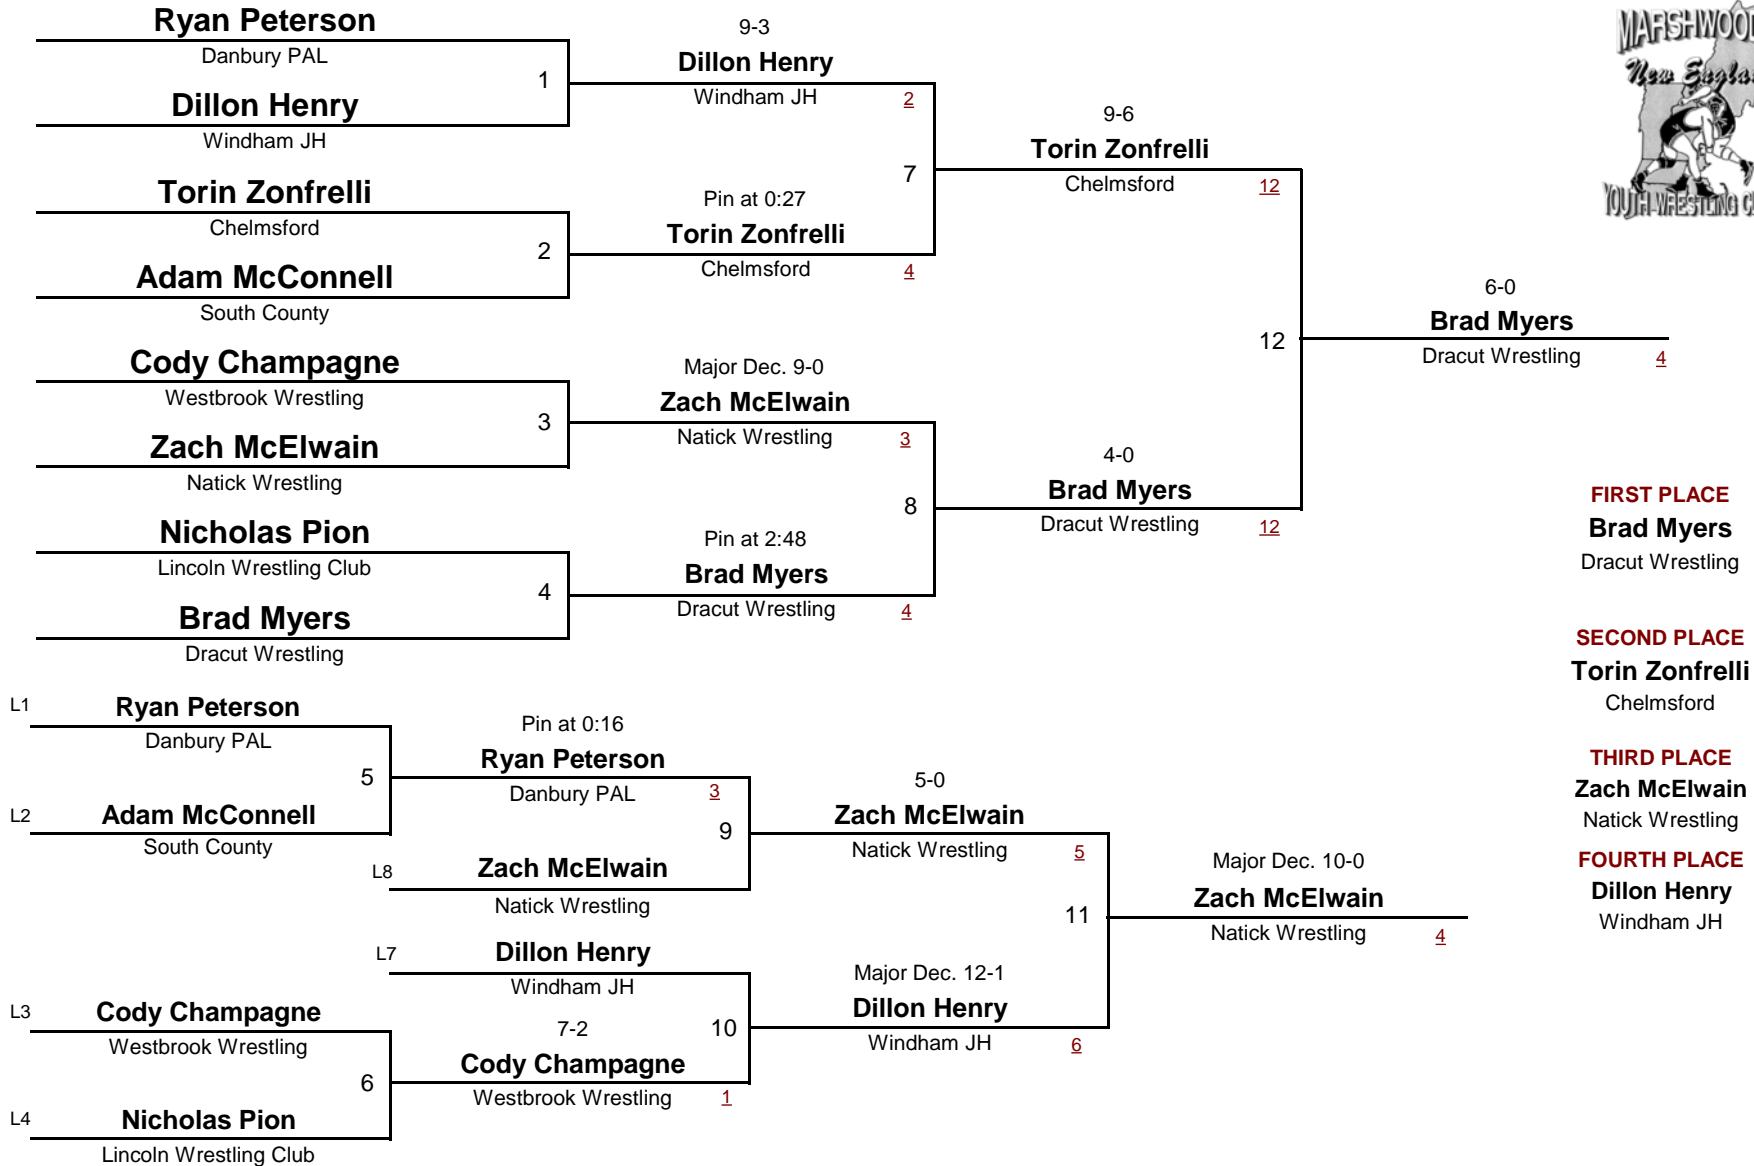 Ryan Peterson
Danbury PAL
1
Dillon Henry
Windham JH
9-3
Dillon Henry
Windham JH
2
Torin Zonfrelli
Chelmsford
2
Adam McConnell
South County
Pin at 0:27
Torin Zonfrelli
Chelmsford
4
7
9-6
Torin Zonfrelli
Chelmsford
12
Cody Champagne
Westbrook Wrestling
3
Zach McElwain
Natick Wrestling
Major Dec. 9-0
Zach McElwain
Natick Wrestling
3
Nicholas Pion
Lincoln Wrestling Club
4
Brad Myers
Dracut Wrestling
Pin at 2:48
Brad Myers
Dracut Wrestling
4
8
4-0
Brad Myers
Dracut Wrestling
12
12
6-0
Brad Myers
Dracut Wrestling
4
MARSHWOOD
New England
YOUTH WRESTLING
FIRST PLACE
Brad Myers
Dracut Wrestling
SECOND PLACE
Torin Zonfrelli
Chelmsford
THIRD PLACE
Zach McElwain
Natick Wrestling
FOURTH PLACE
Dillon Henry
Windham JH
L1
Ryan Peterson
Danbury PAL
5
L2
Adam McConnell
South County
Pin at 0:16
Ryan Peterson
Danbury PAL
3
9
L8
Zach McElwain
Natick Wrestling
5-0
Zach McElwain
Natick Wrestling
5
L7
Dillon Henry
Windham JH
10
L3
Cody Champagne
Westbrook Wrestling
6
L4
Nicholas Pion
Lincoln Wrestling Club
7-2
Cody Champagne
Westbrook Wrestling
1
Major Dec. 12-1
Dillon Henry
Windham JH
6
11
Major Dec. 10-0
Zach McElwain
Natick Wrestling
4